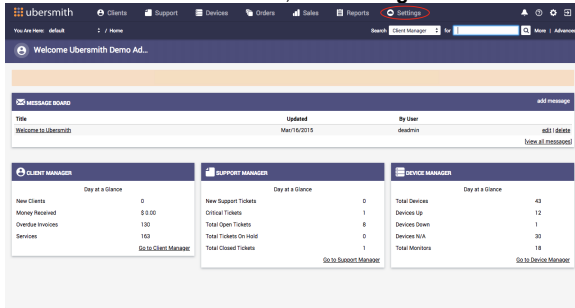 ubersmith Clients Support Devices Orders Sales Reports Settings
You Are Here: default / Home Search Client Manager for More | Advanced
Welcome Ubersmith Demo Ad...
MESSAGE BOARD add message
Title Updated By User
Welcome to Ubersmith Mar/16/2015 deadmin edit | delete
[view all messages]
CLIENT MANAGER SUPPORT MANAGER DEVICE MANAGER
Day at a Glance Day at a Glance Day at a Glance
New Clients 0 New Support Tickets 0 Total Devices 43
Money Received $ 0.00 Critical Tickets 1 Devices Up 12
Overdue Invoices 130 Total Open Tickets 8 Devices Down 1
Services 163 Total Tickets On Hold 0 Devices N/A 30
Go to Client Manager Total Closed Tickets 1 Total Monitors 18
Go to Support Manager Go to Device Manager